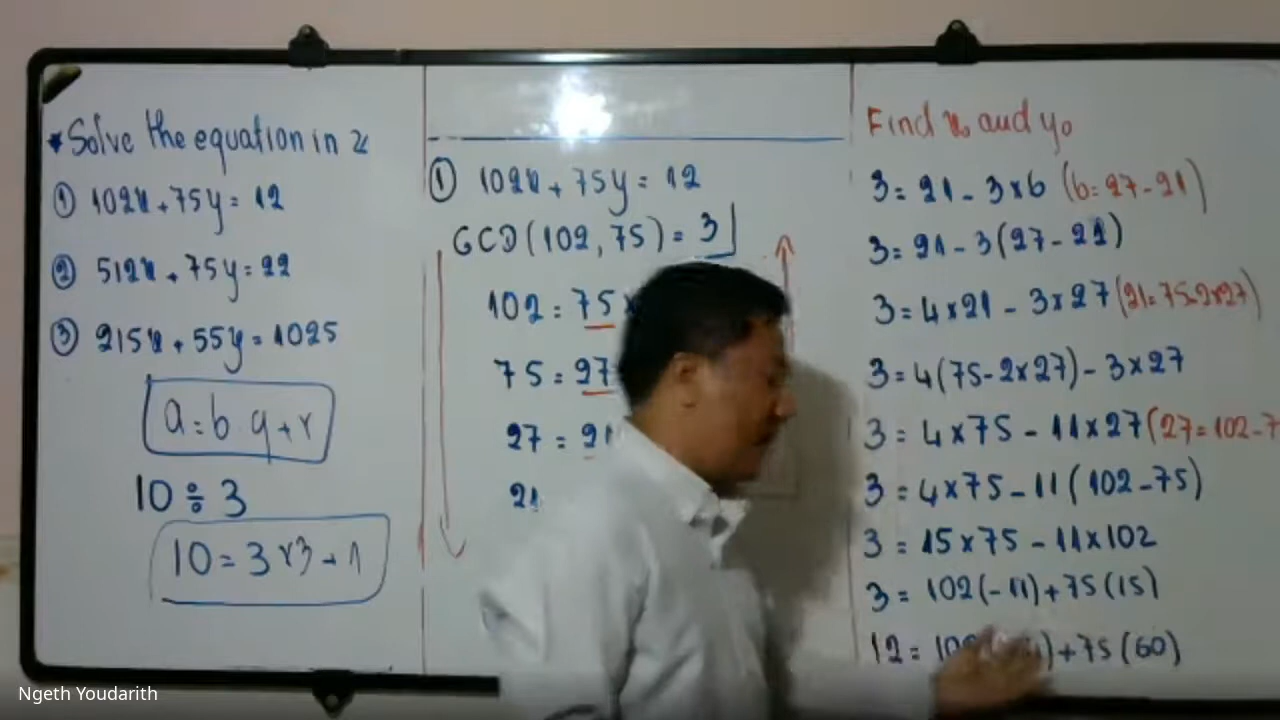 * Solve the equation in ℤ
① 102x + 75y = 12
② 512x + 75y = 22
③ 215x + 55y = 1025
a = b q + r
10 ÷ 3
10 = 3 × 3 + 1
① 102x + 75y = 12
GCD(102, 75) = 3
102 = 75
75 = 27
27 = 21
21
Find x₀ and y₀
3 = 21 - 3×6 (6 = 27 - 21)
3 = 21 - 3(27 - 21)
3 = 4×21 - 3×27 (21 = 75-2×27)
3 = 4(75-2×27) - 3×27
3 = 4×75 - 11×27 (27 = 102-7
3 = 4×75 - 11(102-75)
3 = 15×75 - 11×102
3 = 102(-11) + 75(15)
12 = 102 ) + 75(60)
Ngeth Youdarith